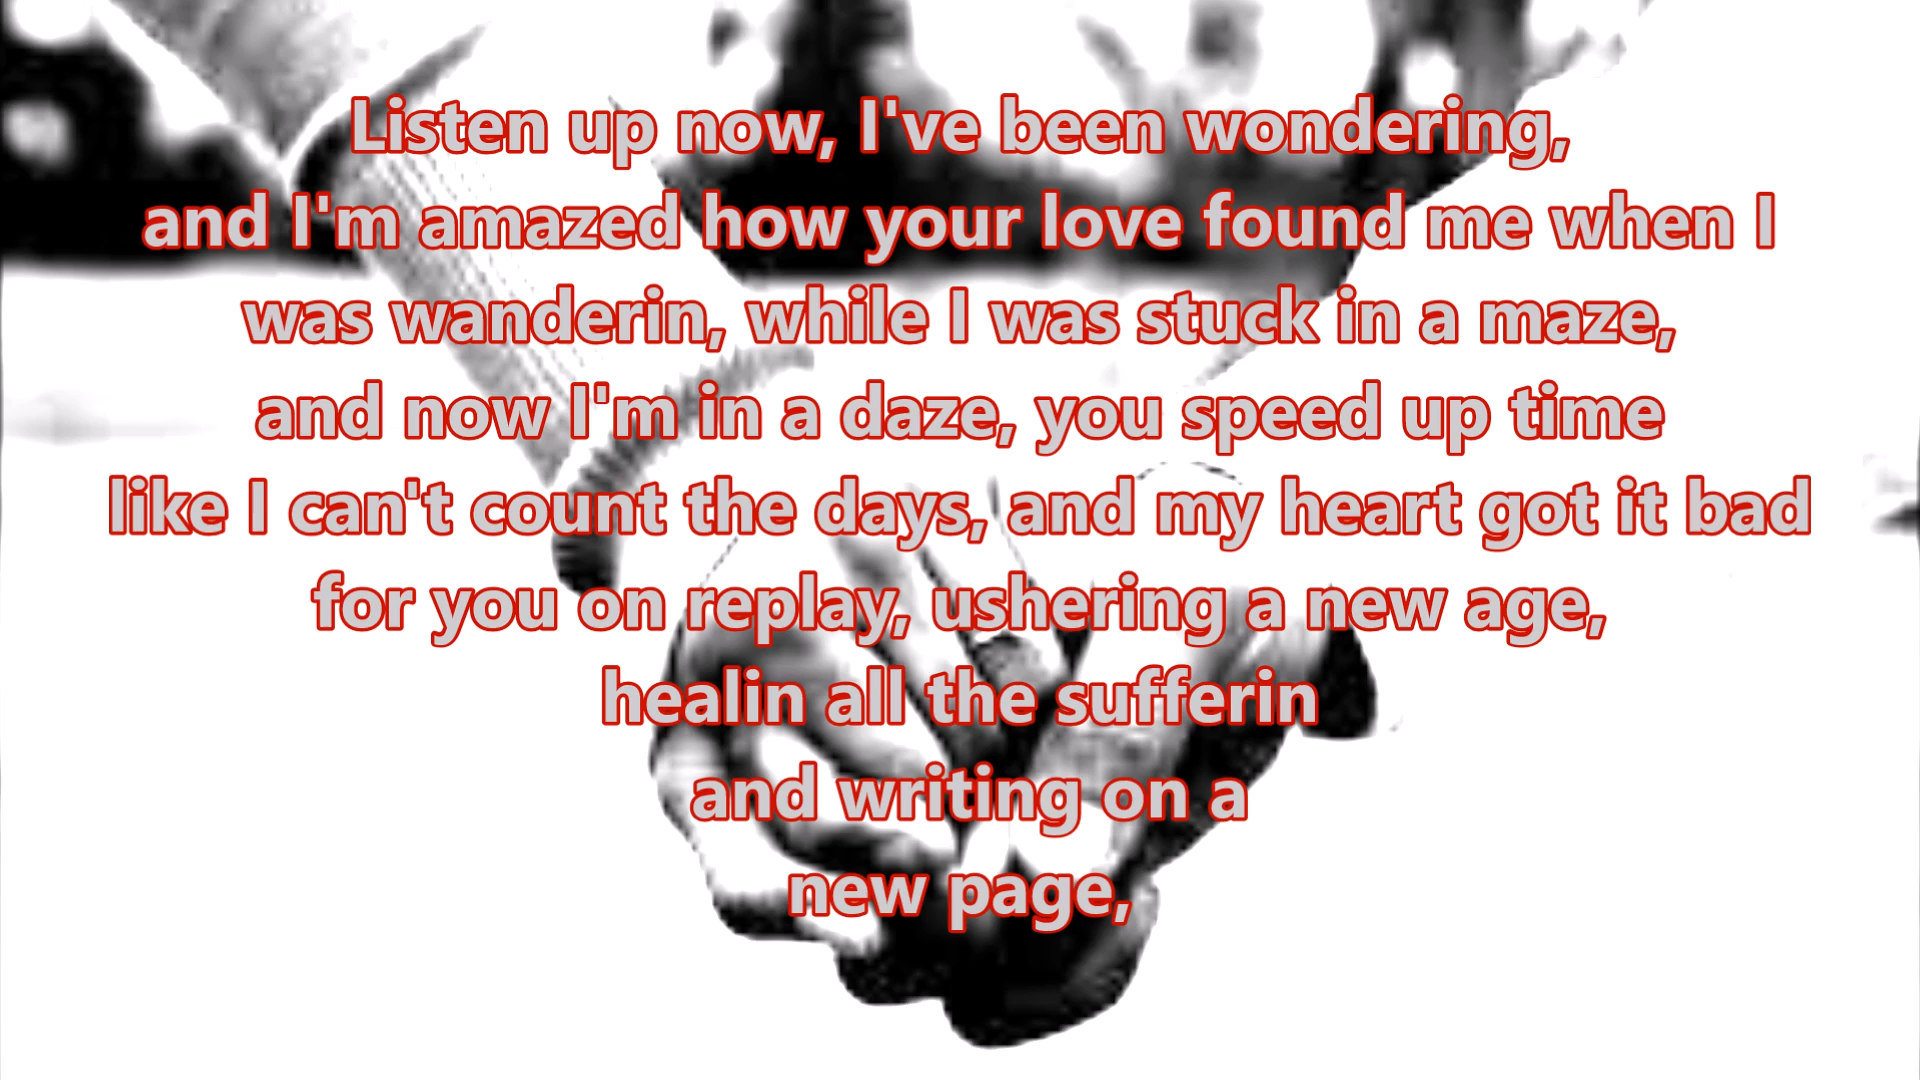 Listen up now, I've been wondering,
and I'm amazed how your love found me when I
was wanderin, while I was stuck in a maze,
and now I'm in a daze, you speed up time
like I can't count the days, and my heart got it bad
for you on replay, ushering a new age,
healin all the sufferin
and writing on a
new page,